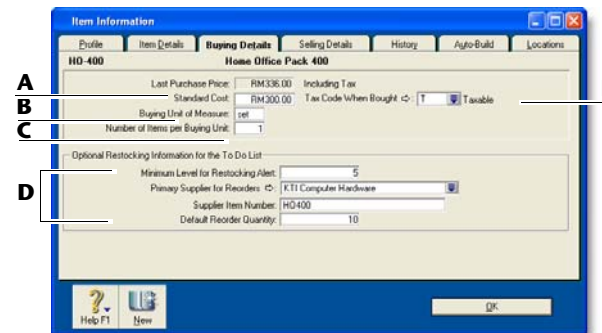 Item Information
Profile Item Details Buying Details Selling Details History Auto-Build Locations
HO-400 Home Office Pack 400
A Last Purchase Price: RM336.00 Including Tax
Standard Cost: RM300.00 Tax Code When Bought T Taxable
B Buying Unit of Measure: set
C Number of Items per Buying Unit: 1
Optional Restocking Information for the To Do List
Minimum Level for Restocking Alert: 5
D Primary Supplier for Reorders KTI Computer Hardware
Supplier Item Number: HO400
Default Reorder Quantity: 10
Help F1 New OK